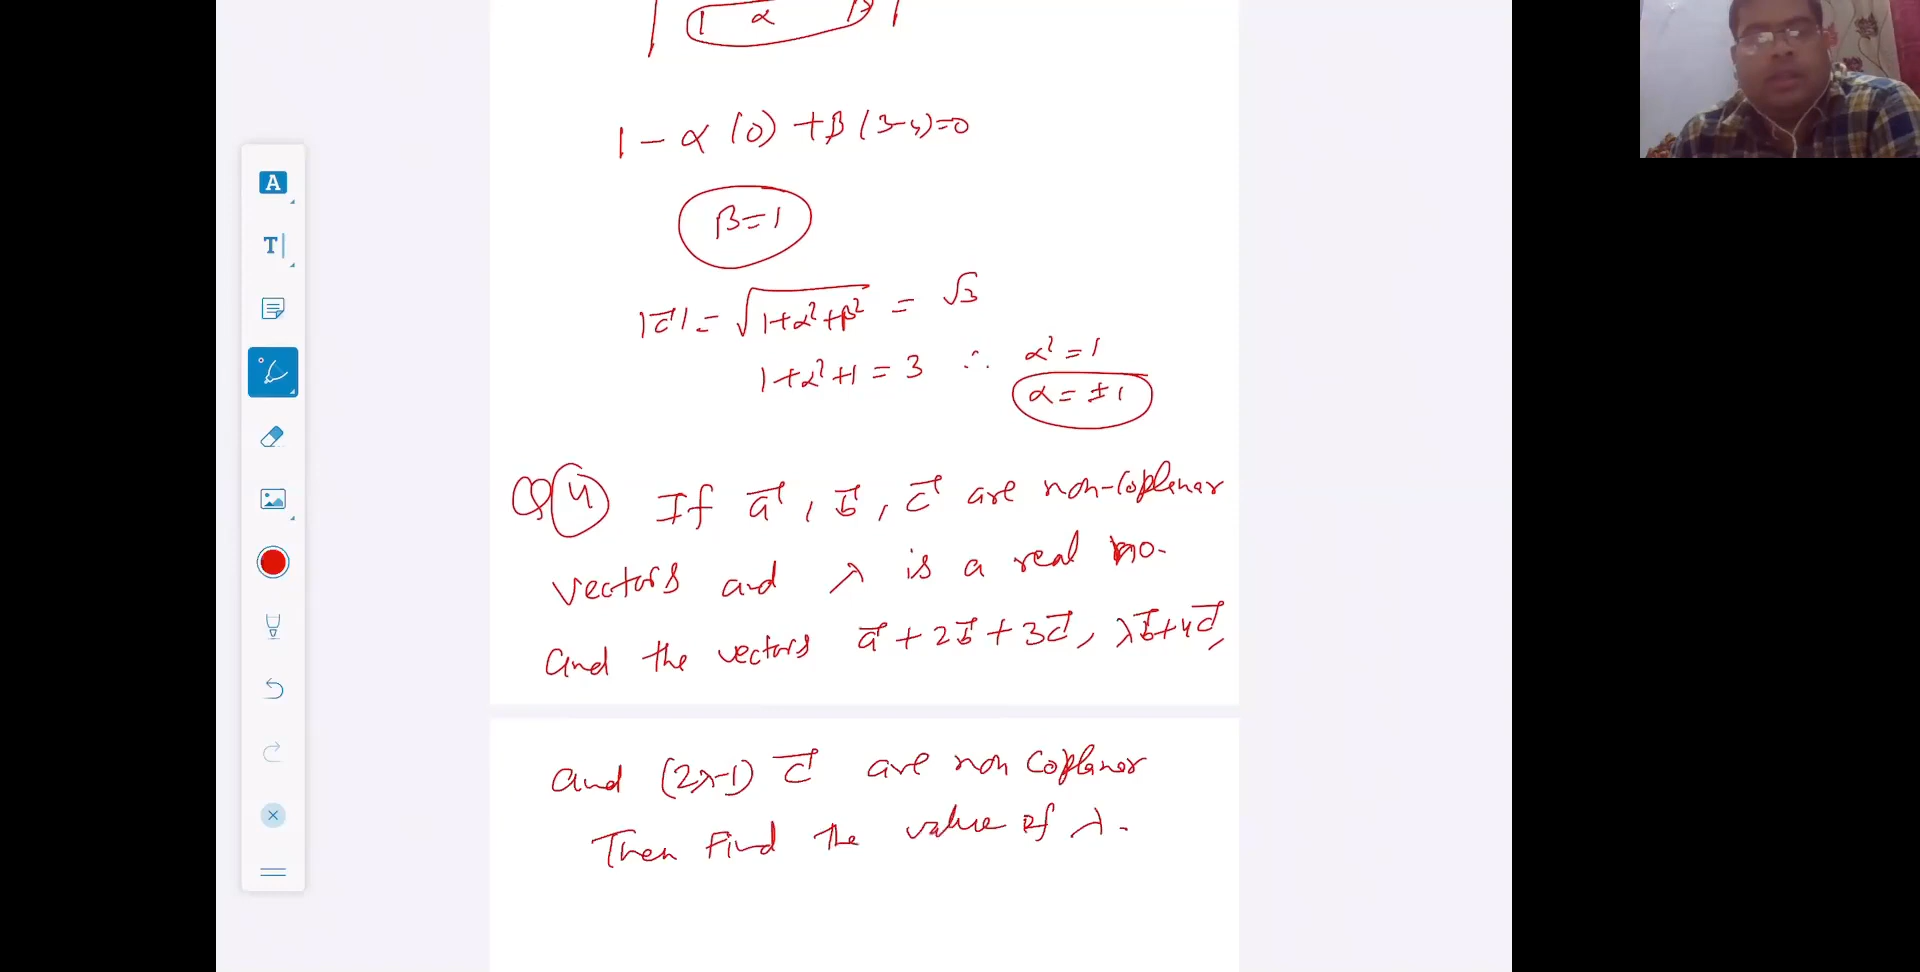 1 α β
1 - α (0) + β (3-4)=0
β=1
|c⃗| = √(1+α²+β²) = √3
1+α²+1 = 3 ∴ α² = 1
α = ±1
Q 4 If a⃗, b⃗, c⃗ are non-coplanar
vectors and λ is a real no.
and the vectors a⃗ + 2b⃗ + 3c⃗, λb⃗+4c⃗,
and (2λ-1) c⃗ are non coplanar
Then Find the value of λ.
A
T